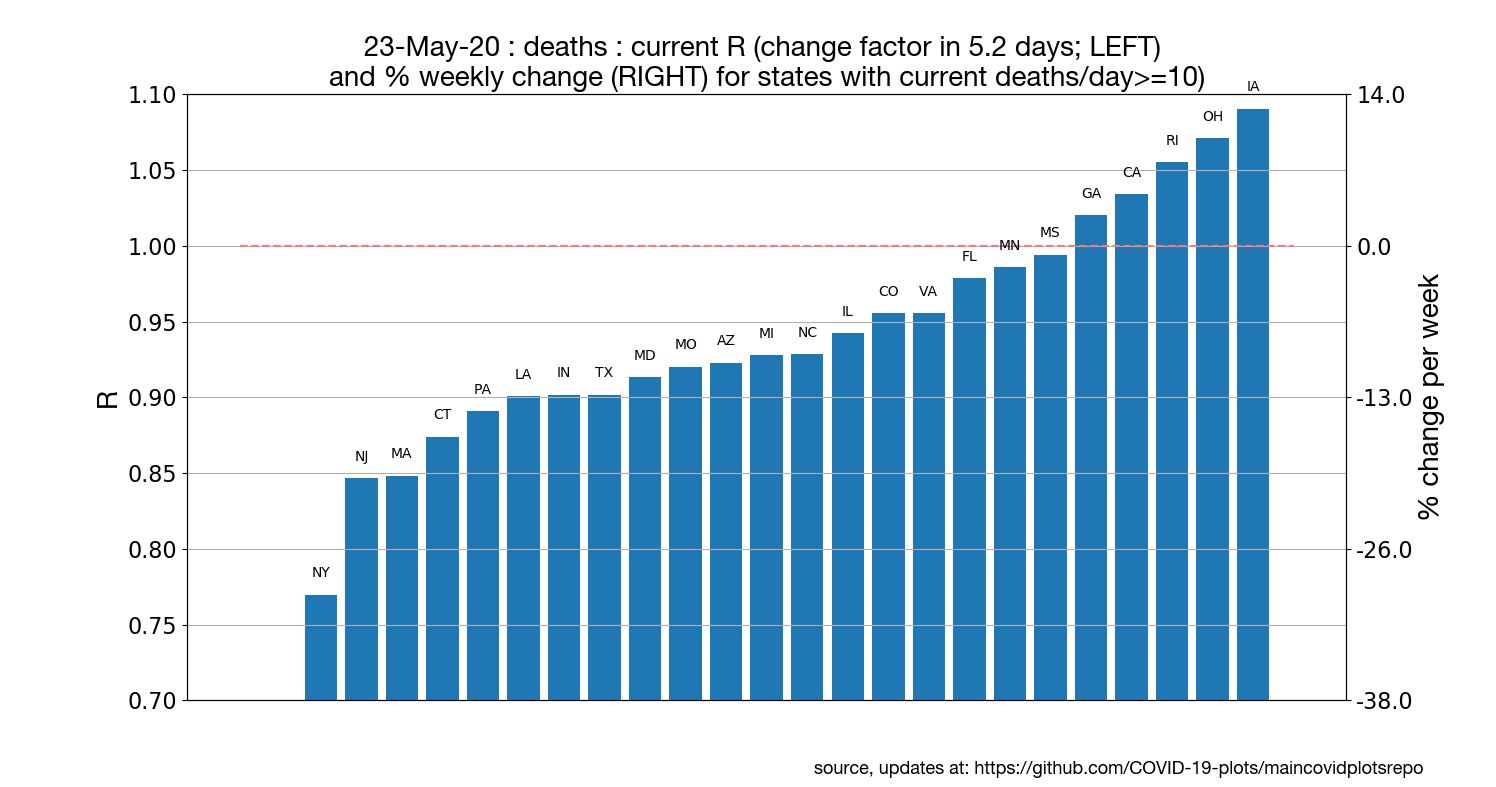 23-May-20 : deaths : current R (change factor in 5.2 days; LEFT)
and % weekly change (RIGHT) for states with current deaths/day>=10)
1.10
1.05
1.00
0.95
0.90
0.85
0.80
0.75
0.70
R
NY
NJ
MA
CT
PA
LA
IN
TX
MD
MO
AZ
MI
NC
IL
CO
VA
FL
MN
MS
GA
CA
RI
OH
IA
14.0
0.0
-13.0
-26.0
-38.0
% change per week
source, updates at: https://github.com/COVID-19-plots/maincovidplotsrepo